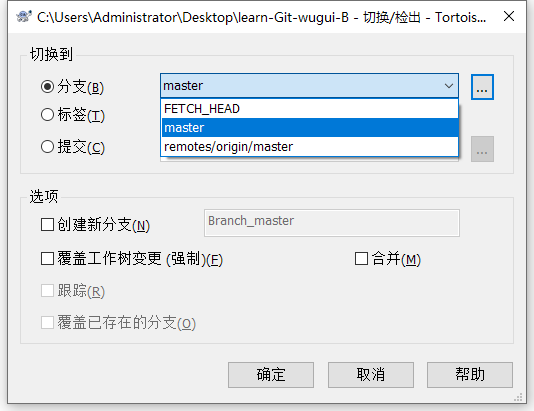 C:\Users\Administrator\Desktop\learn-Git-wugui-B - 切换/检出 - Tortois...
切换到
分支(B)
master
...
FETCH_HEAD
标签(T)
master
提交(C)
remotes/origin/master
...
选项
创建新分支(N)
Branch_master
覆盖工作树变更 (强制)(F)
合并(M)
跟踪(R)
覆盖已存在的分支(O)
确定
取消
帮助